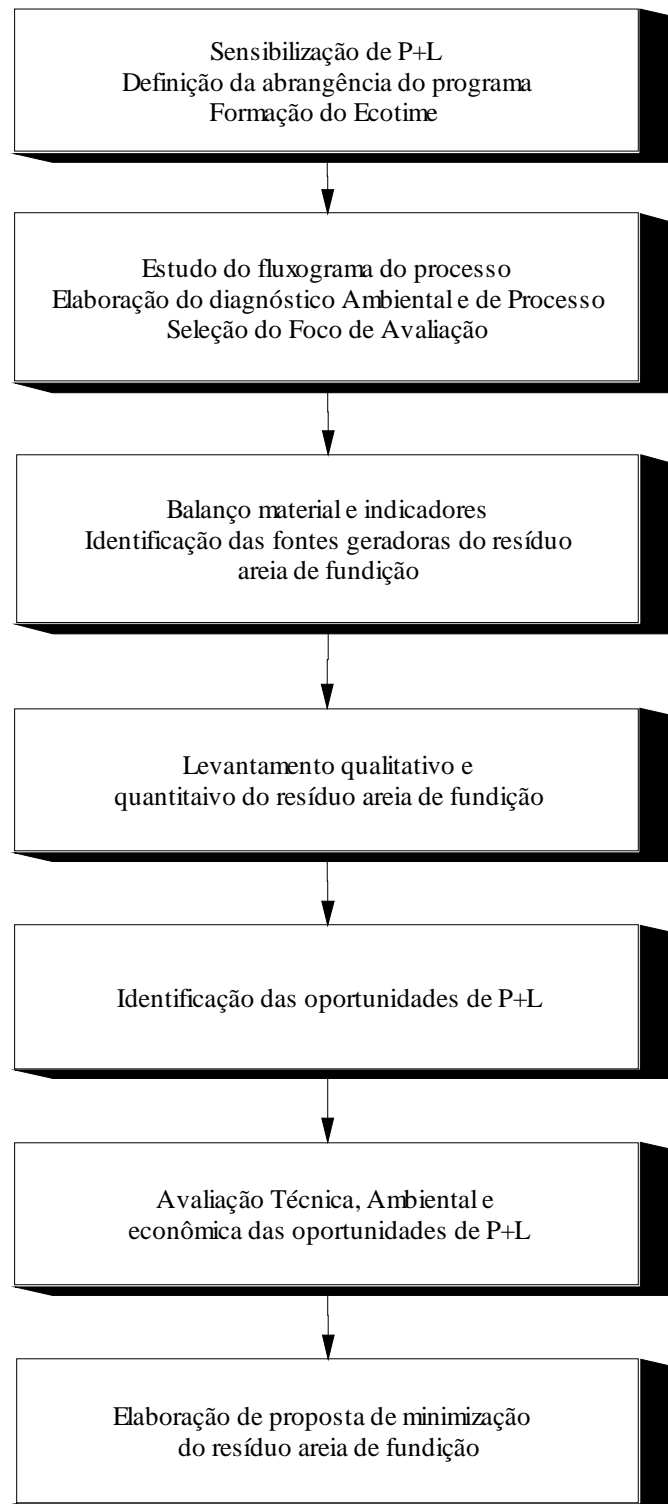 Sensibilização de P+L
Definição da abrangência do programa
Formação do Ecotime
Estudo do fluxograma do processo
Elaboração do diagnóstico Ambiental e de Processo
Seleção do Foco de Avaliação
Balanço material e indicadores
Identificação das fontes geradoras do resíduo
areia de fundição
Levantamento qualitativo e
quantitaivo do resíduo areia de fundição
Identificação das oportunidades de P+L
Avaliação Técnica, Ambiental e
econômica das oportunidades de P+L
Elaboração de proposta de minimização
do resíduo areia de fundição